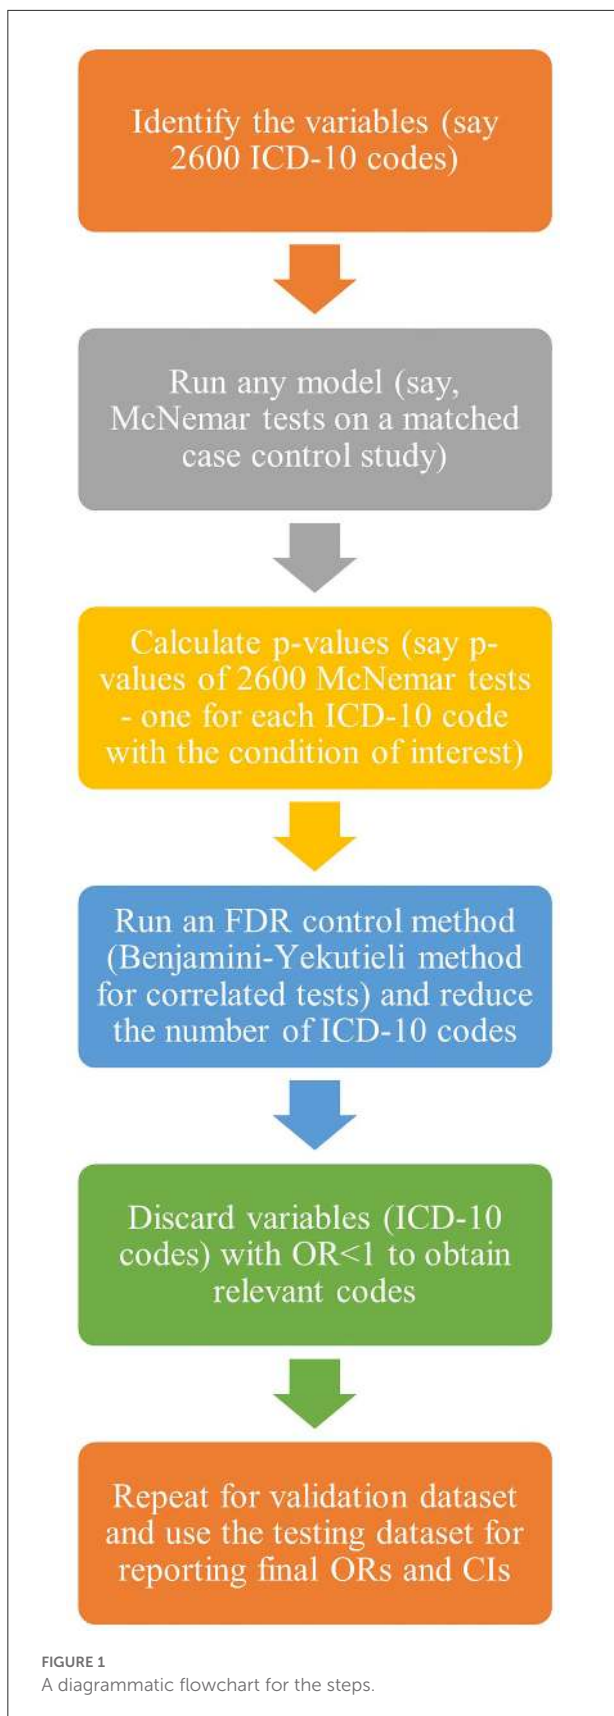 Identify the variables (say
2600 ICD-10 codes)
Run any model (say,
McNemar tests on a matched
case control study)
Calculate p-values (say p-
values of 2600 McNemar tests
- one for each ICD-10 code
with the condition of interest)
Run an FDR control method
(Benjamini-Yekutieli method
for correlated tests) and reduce
the number of ICD-10 codes
Discard variables (ICD-10
codes) with OR<1 to obtain
relevant codes
Repeat for validation dataset
and use the testing dataset for
reporting final ORs and CIs
FIGURE 1
A diagrammatic flowchart for the steps.